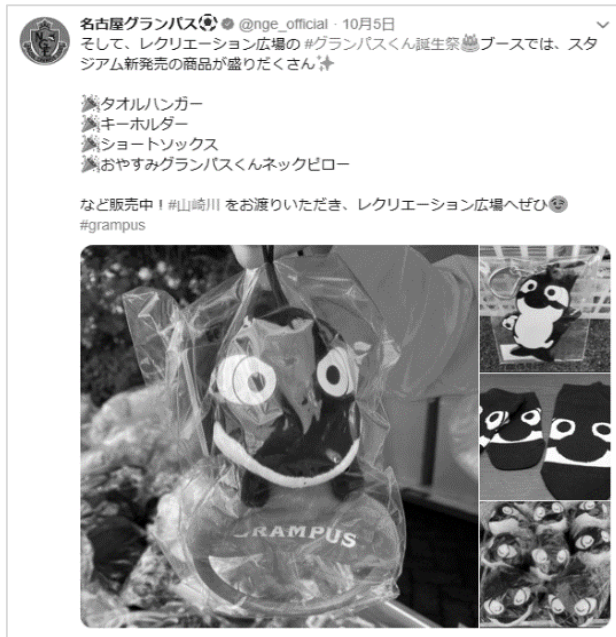 名古屋グランパス⚽ @nge_official · 10月5日
そして、レクリエーション広場の #グランパスくん誕生祭🎂ブースでは、スタ
ジアム新発売の商品が盛りだくさん✨
🎉タオルハンガー
🎉キーホルダー
🎉ショートソックス
🎉おやすみグランパスくんネックピロー
など販売中！#山崎川 をお渡りいただき、レクリエーション広場へぜひ😉
#grampus
GRAMPUS